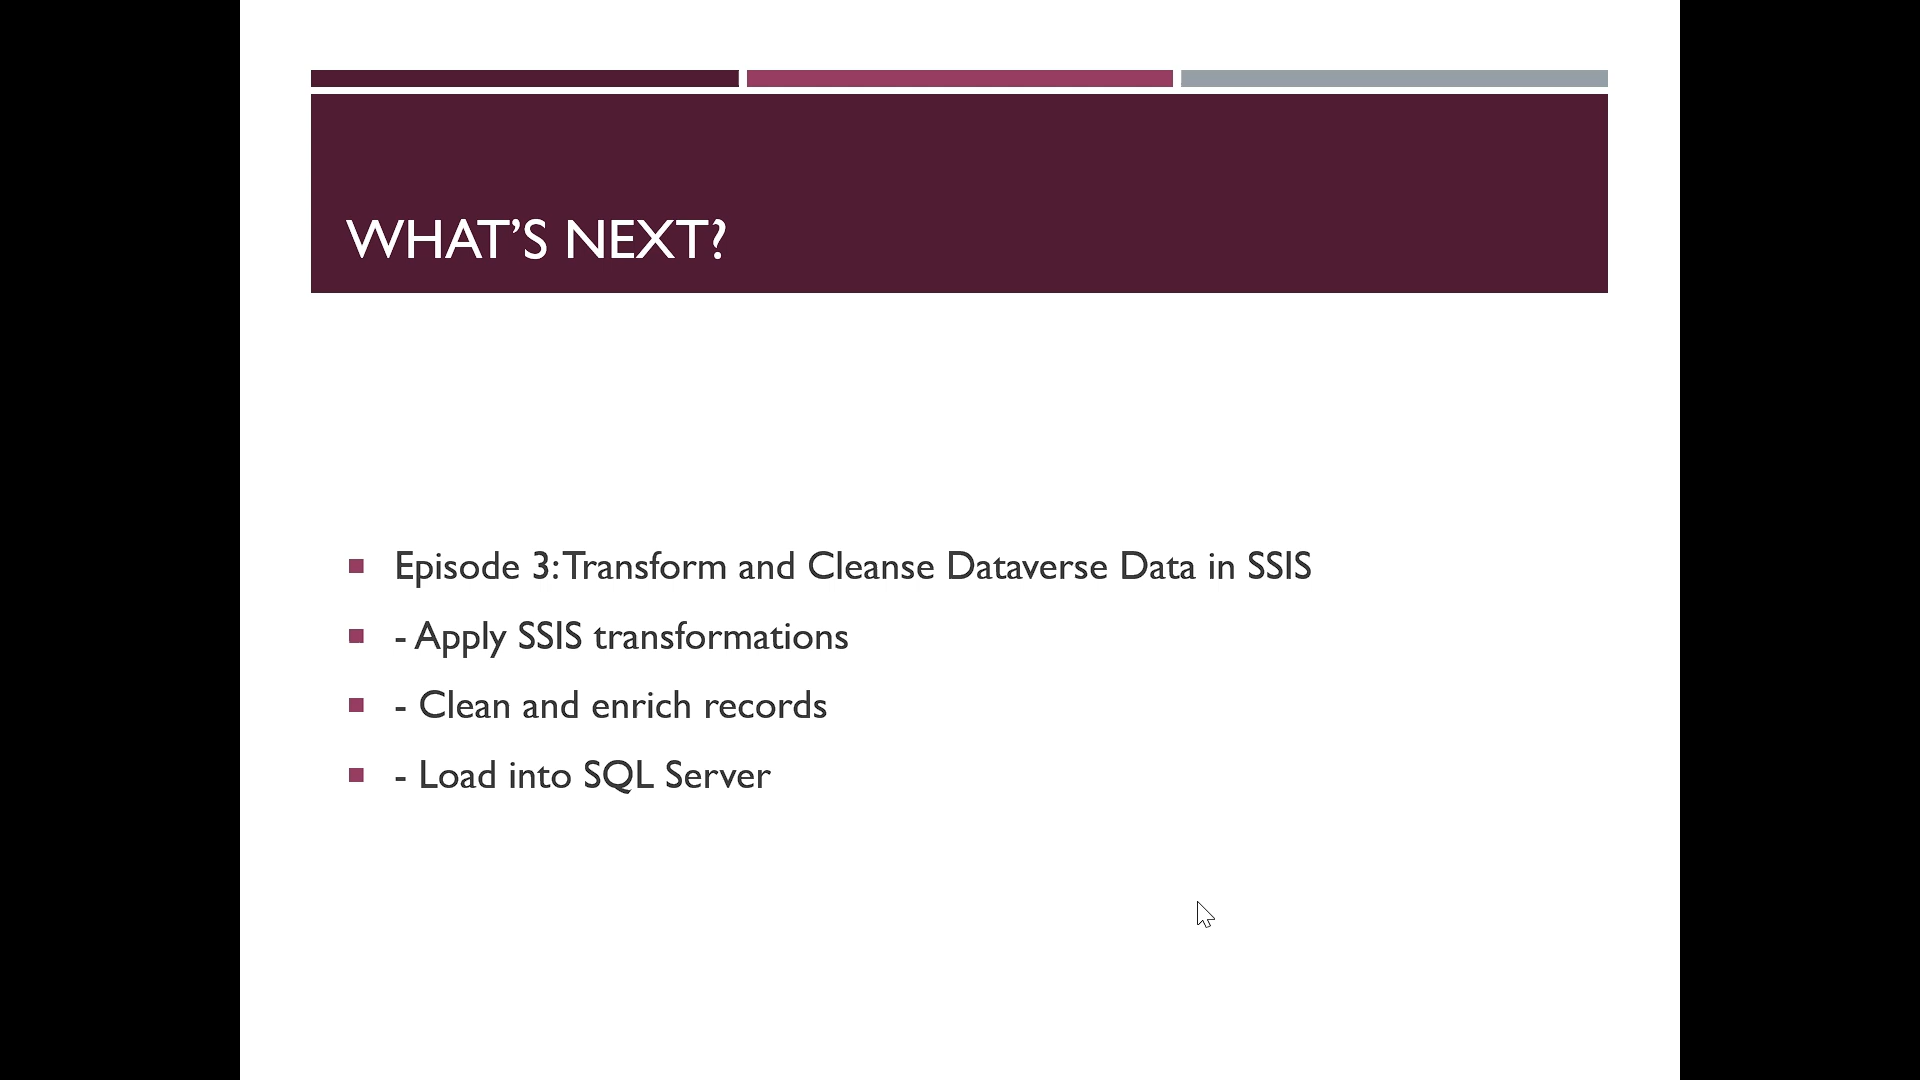 WHAT’S NEXT?
Episode 3: Transform and Cleanse Dataverse Data in SSIS
- Apply SSIS transformations
- Clean and enrich records
- Load into SQL Server